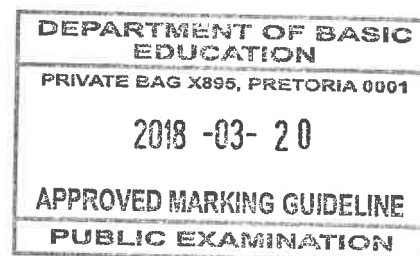 DEPARTMENT OF BASIC
EDUCATION
PRIVATE BAG X895, PRETORIA 0001
2018 -03- 20
APPROVED MARKING GUIDELINE
PUBLIC EXAMINATION